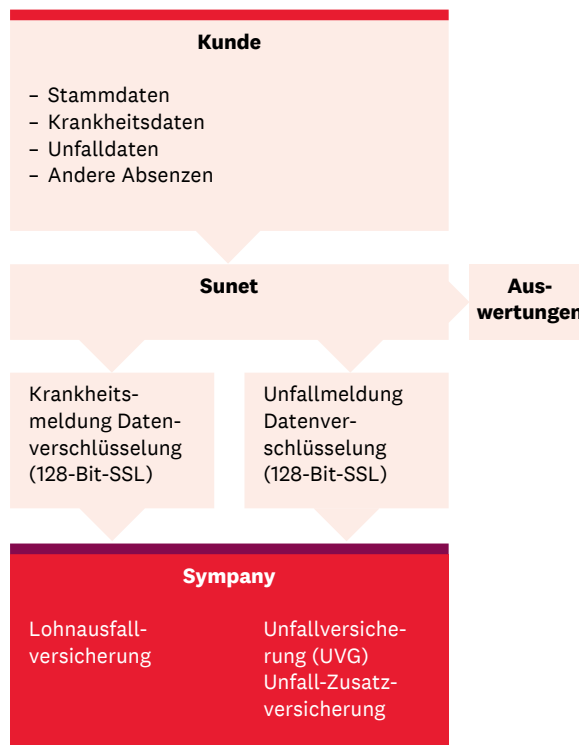 Kunde
– Stammdaten
– Krankheitsdaten
– Unfalldaten
– Andere Absenzen
Sunet
Aus-
wertungen
Krankheits-
meldung Daten-
verschlüsselung
(128-Bit-SSL)
Unfallmeldung
Datenver-
schlüsselung
(128-Bit-SSL)
Sympany
Lohnausfall-
versicherung
Unfallversiche-
rung (UVG)
Unfall-Zusatz-
versicherung